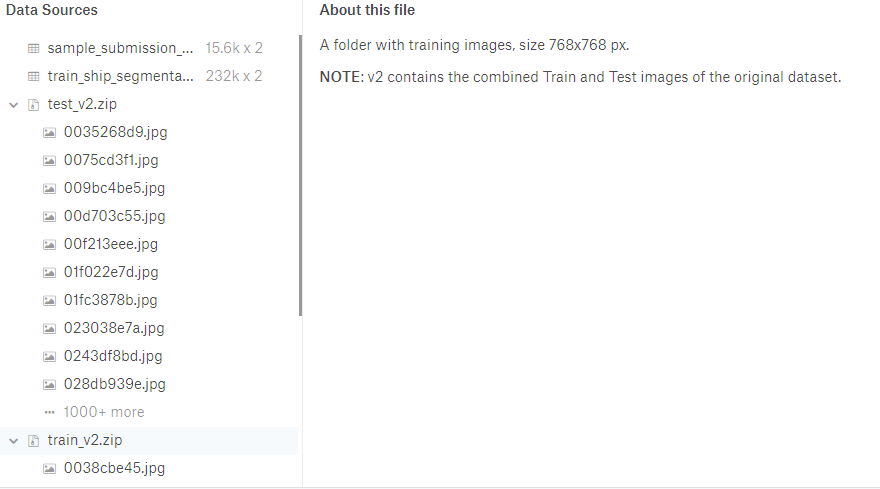 Data Sources
sample_submission_... 15.6k x 2
train_ship_segmenta... 232k x 2
test_v2.zip
0035268d9.jpg
0075cd3f1.jpg
009bc4be5.jpg
00d703c55.jpg
00f213eee.jpg
01f022e7d.jpg
01fc3878b.jpg
023038e7a.jpg
0243df8bd.jpg
028db939e.jpg
1000+ more
train_v2.zip
0038cbe45.jpg
About this file
A folder with training images, size 768x768 px.
NOTE: v2 contains the combined Train and Test images of the original dataset.